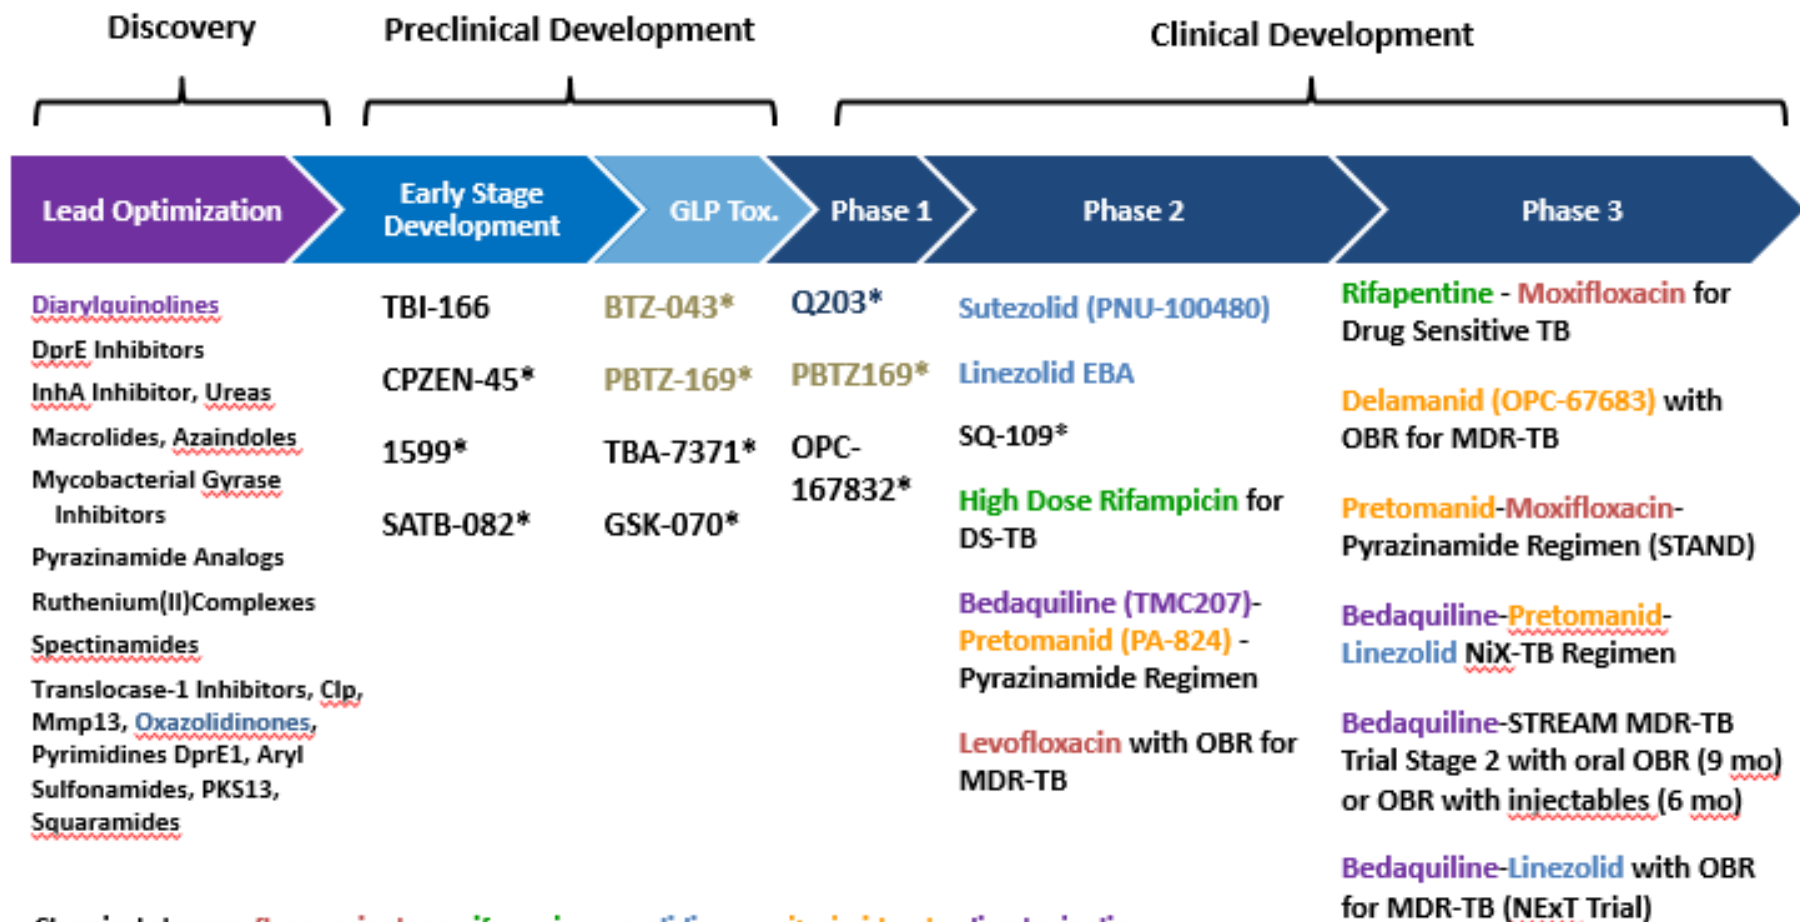 Discovery
Preclinical Development
Clinical Development
Lead Optimization
Early Stage
Development
GLP Tox.
Phase 1
Phase 2
Phase 3
Diarylquinolines
DprE Inhibitors
InhA Inhibitor, Ureas
Macrolides, Azaindoles
Mycobacterial Gyrase
Inhibitors
Pyrazinamide Analogs
Ruthenium(II)Complexes
Spectinamides
Translocase-1 Inhibitors, Clp,
Mmp13, Oxazolidinones,
Pyrimidines DprE1, Aryl
Sulfonamides, PKS13,
Squaramides
TBI-166
CPZEN-45*
1599*
SATB-082*
BTZ-043*
PBTZ-169*
TBA-7371*
GSK-070*
Q203*
PBTZ169*
OPC-
167832*
Sutezolid (PNU-100480)
Linezolid EBA
SQ-109*
High Dose Rifampicin for
DS-TB
Bedaquiline (TMC207)-
Pretomanid (PA-824) -
Pyrazinamide Regimen
Levofloxacin with OBR for
MDR-TB
Rifapentine - Moxifloxacin for
Drug Sensitive TB
Delamanid (OPC-67683) with
OBR for MDR-TB
Pretomanid-Moxifloxacin-
Pyrazinamide Regimen (STAND)
Bedaquiline-Pretomanid-
Linezolid NiX-TB Regimen
Bedaquiline-STREAM MDR-TB
Trial Stage 2 with oral OBR (9 mo)
or OBR with injectables (6 mo)
Bedaquiline-Linezolid with OBR
for MDR-TB (NExT Trial)